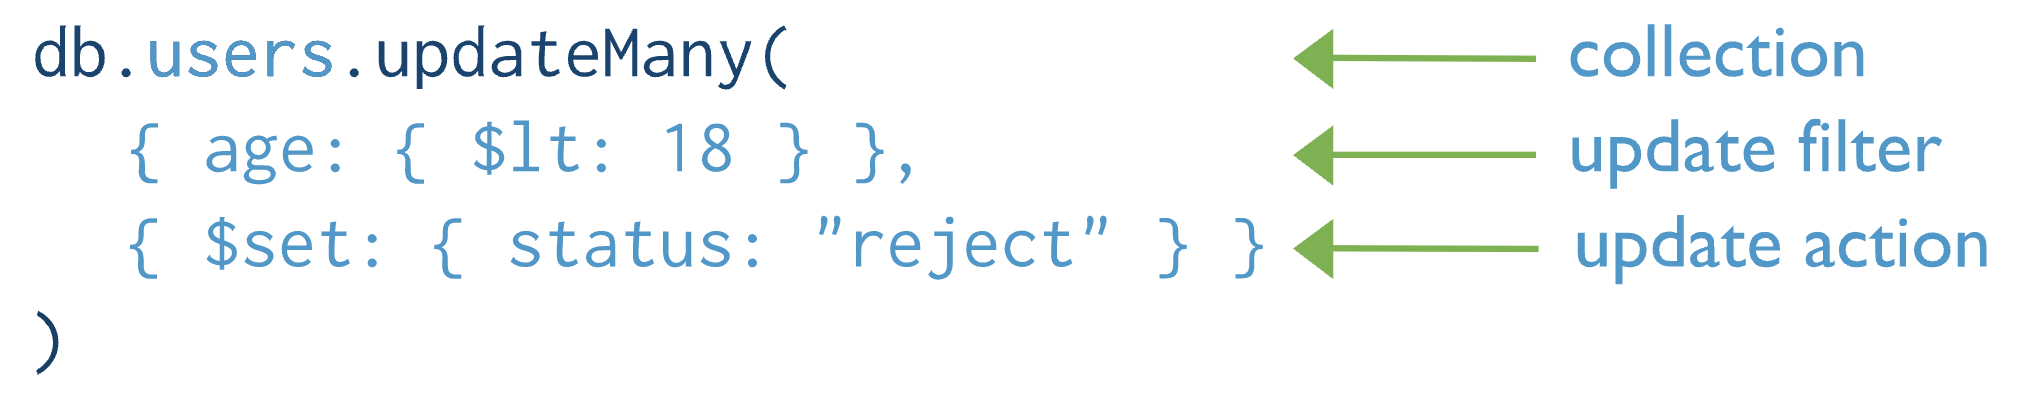 db.users.updateMany( collection
{ age: { $lt: 18 } }, update filter
{ $set: { status: "reject" } } update action
)